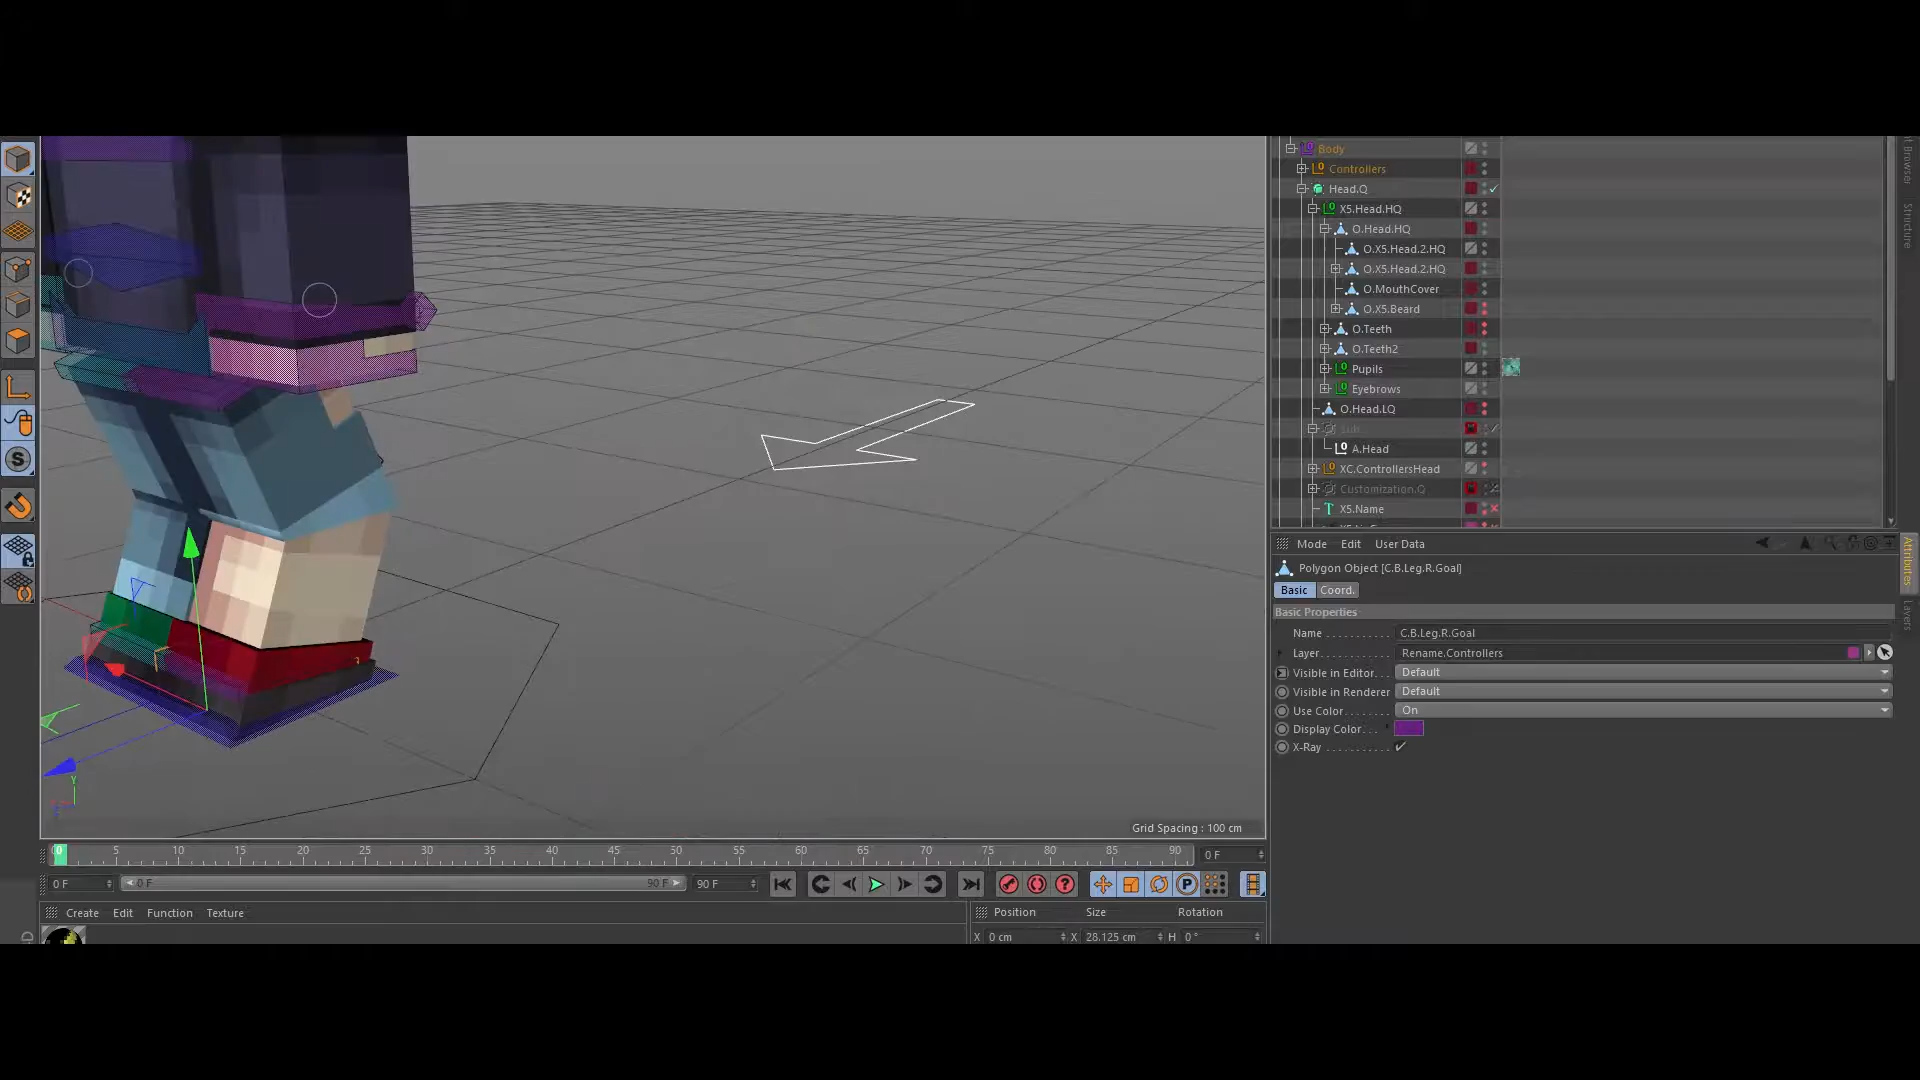 Body
Controllers
Head.Q
X5.Head.HQ
O.Head.HQ
O.X5.Head.2.HQ
O.X5.Head.2.HQ
O.MouthCover
O.X5.Beard
O.Teeth
O.Teeth2
Pupils
Eyebrows
O.Head.LQ
Sub
A.Head
XC.ControllersHead
Customization.Q
X5.Name
Structure
Mode Edit User Data
Polygon Object [C.B.Leg.R.Goal]
Basic Coord.
Basic Properties
Name . . . . . . . . . . . C.B.Leg.R.Goal
Layer. . . . . . . . . . . . Rename.Controllers
Visible in Editor. . . Default
Visible in Renderer Default
Use Color. . . . . . . . On
Display Color. . .
X-Ray . . . . . . . . . . . ✓
Attributes
Layers
Y
Grid Spacing : 100 cm
0 5 10 15 20 25 30 35 40 45 50 55 60 65 70 75 80 85 90 0 F
0 F 0 F 90 F 90 F
Create Edit Function Texture
Position Size Rotation
X 0 cm X 28.125 cm H 0 °